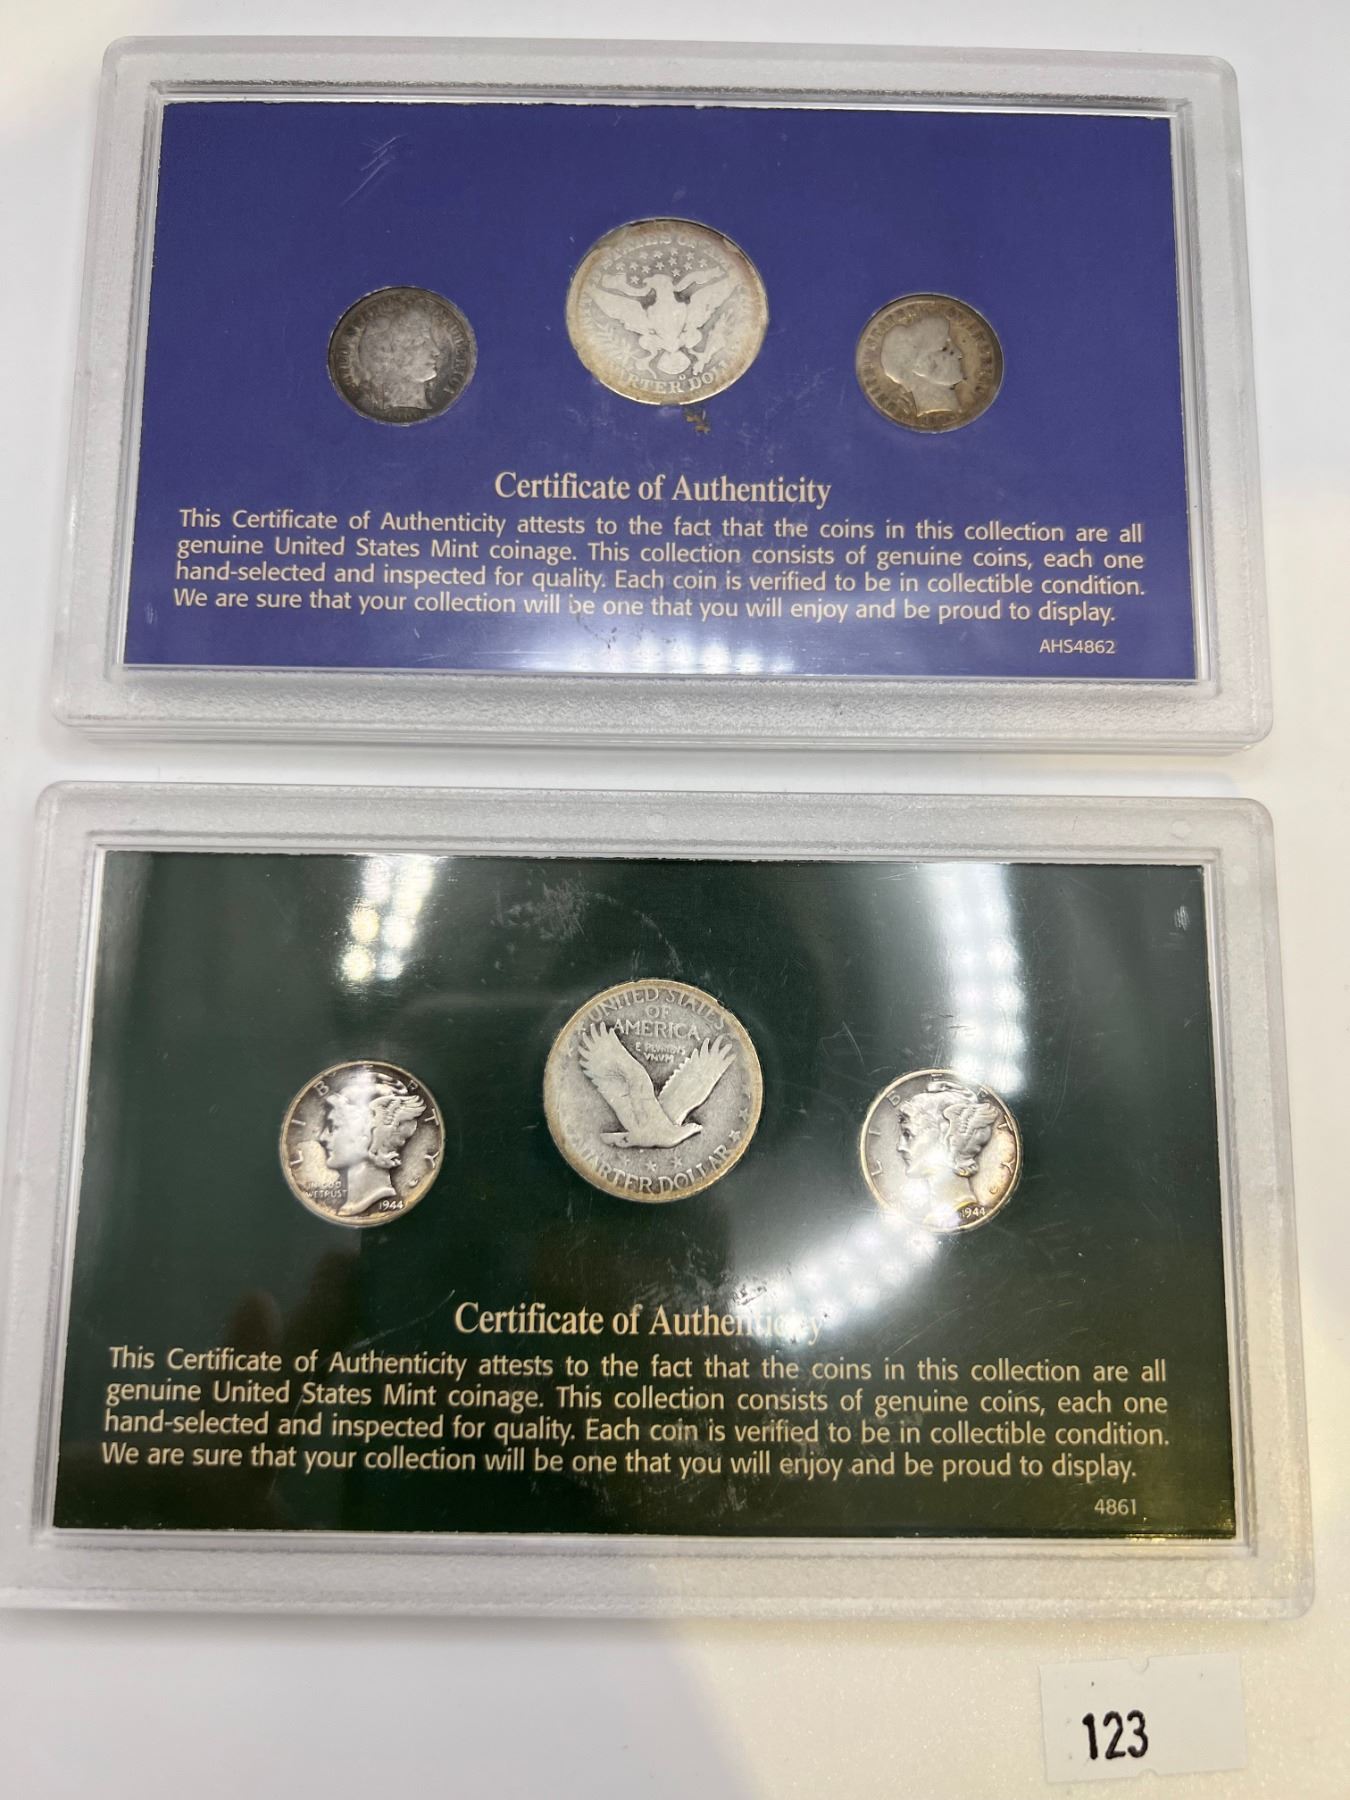 STATES OF
QUARTER DOLL
Certificate of Authenticity
This Certificate of Authenticity attests to the fact that the coins in this collection are all
genuine United States Mint coinage. This collection consists of genuine coins, each one
hand-selected and inspected for quality. Each coin is verified to be in collectible condition.
We are sure that your collection will be one that you will enjoy and be proud to display.
AHS4862
UNITED STATES
OF
AMERICA
E PLURIBUS
UNUM
QUARTER DOLLAR
LIBERTY
IN GOD
WE TRUST
1944
LIBERTY
1944
Certificate of Authenticity
This Certificate of Authenticity attests to the fact that the coins in this collection are all
genuine United States Mint coinage. This collection consists of genuine coins, each one
hand-selected and inspected for quality. Each coin is verified to be in collectible condition.
We are sure that your collection will be one that you will enjoy and be proud to display.
4861
123